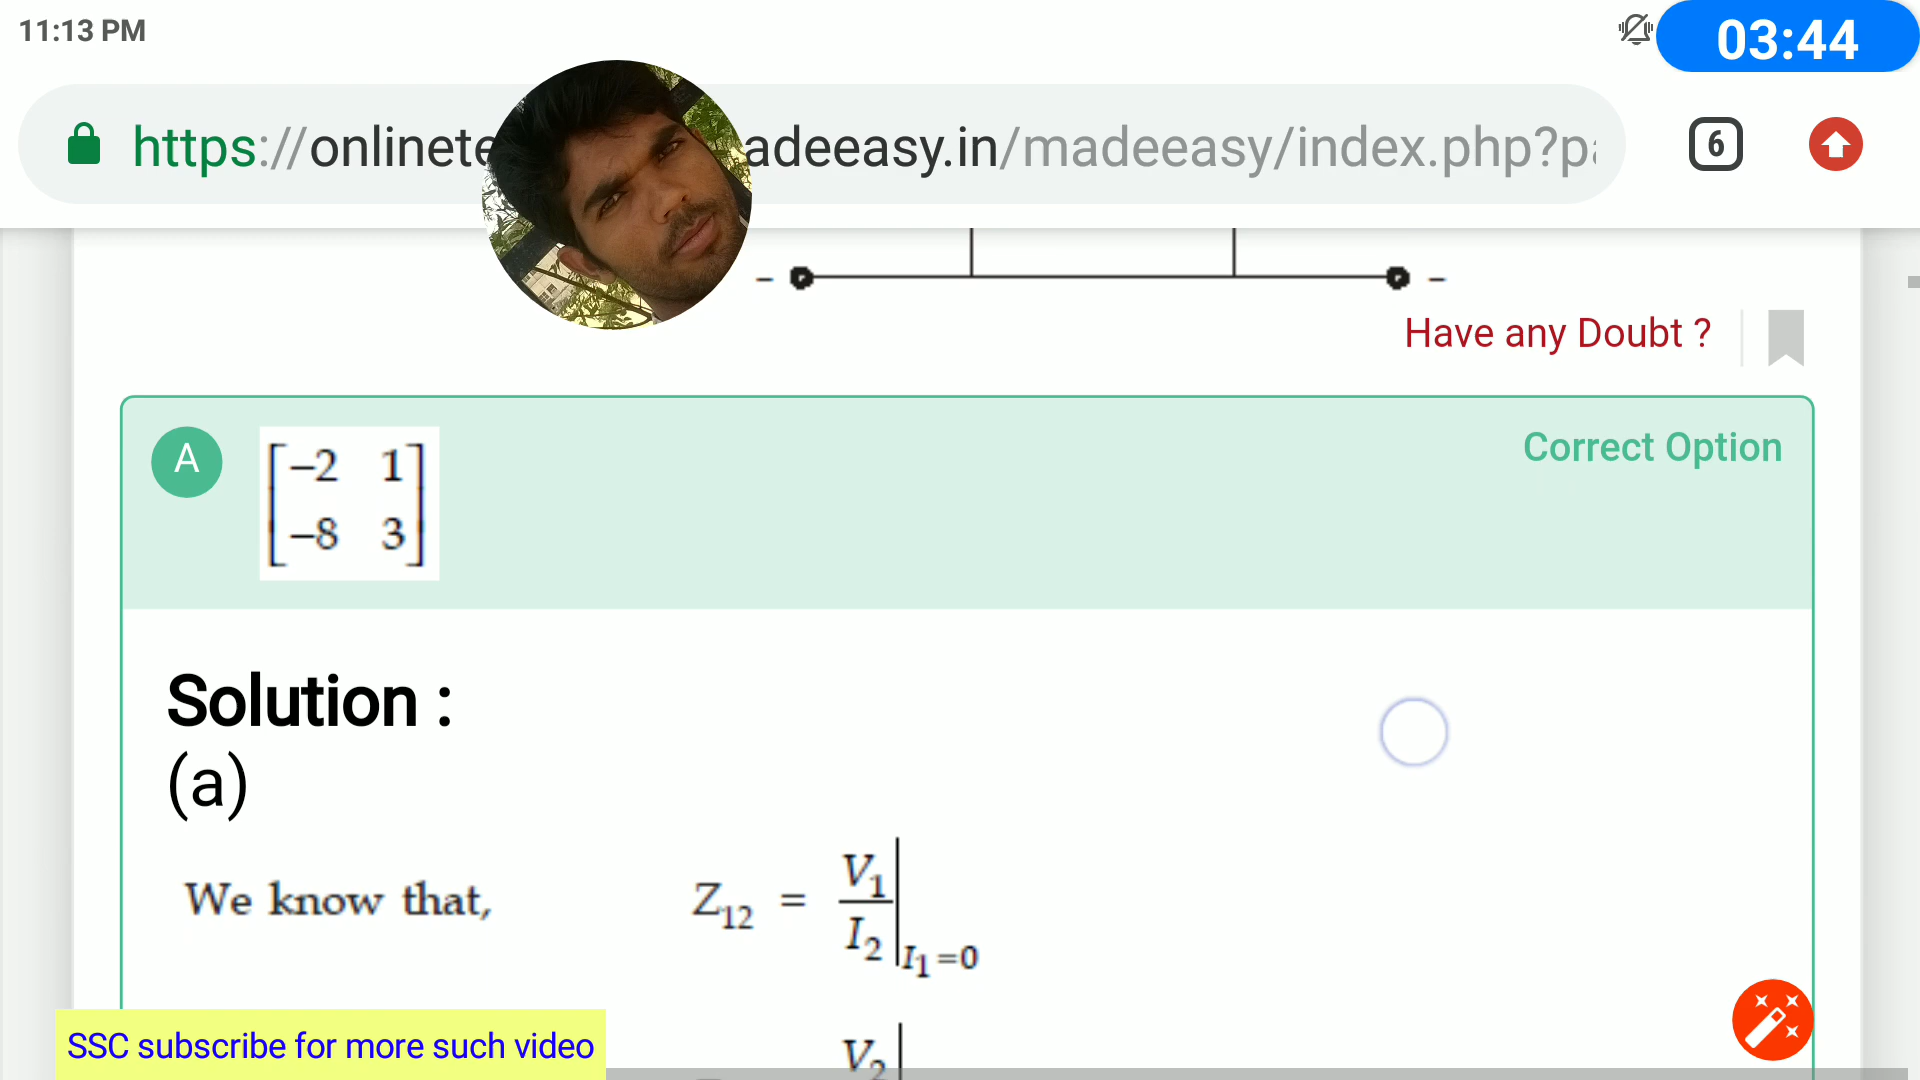 11:13 PM
03:44
https://onlinete adeeasy.in/madeeasy/index.php?pa
6
– –
Have any Doubt ?
A
Correct Option
[–2 1]
[–8 3]
Solution :
(a)
We know that, Z12 = V1/I2 | I1=0
V2
SSC subscribe for more such video